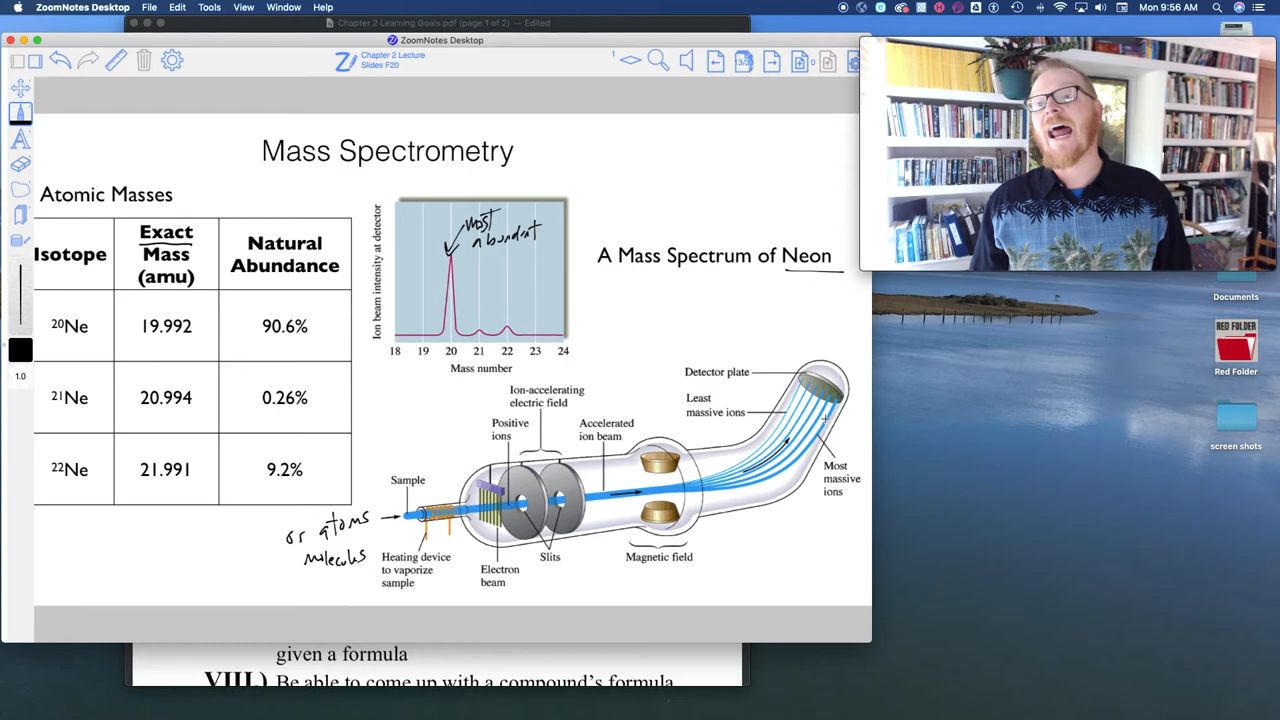 ZoomNotes Desktop File Edit View Window Help
Mon 9:56 AM
Chapter 2 Learning Goals.pdf (page 1 of 2) — Edited
ZoomNotes Desktop
Chapter 2 Lecture
Slides F20
1
13/3
0
1.0
Mass Spectrometry
Atomic Masses
Isotope
Exact
Mass
(amu)
Natural
Abundance
20Ne 19.992 90.6%
21Ne 20.994 0.26%
22Ne 21.991 9.2%
Ion beam intensity at detector
most
abundant
18 19 20 21 22 23 24
Mass number
A Mass Spectrum of Neon
Detector plate
Least
massive ions
Ion-accelerating
electric field
Positive
ions
Accelerated
ion beam
Most
massive
ions
Sample
or atoms
molecules
Heating device
to vaporize
sample
Electron
beam
Slits
Magnetic field
given a formula
VIII.) Be able to come up with a compound's formula
Documents
RED FOLDER
Red Folder
screen shots